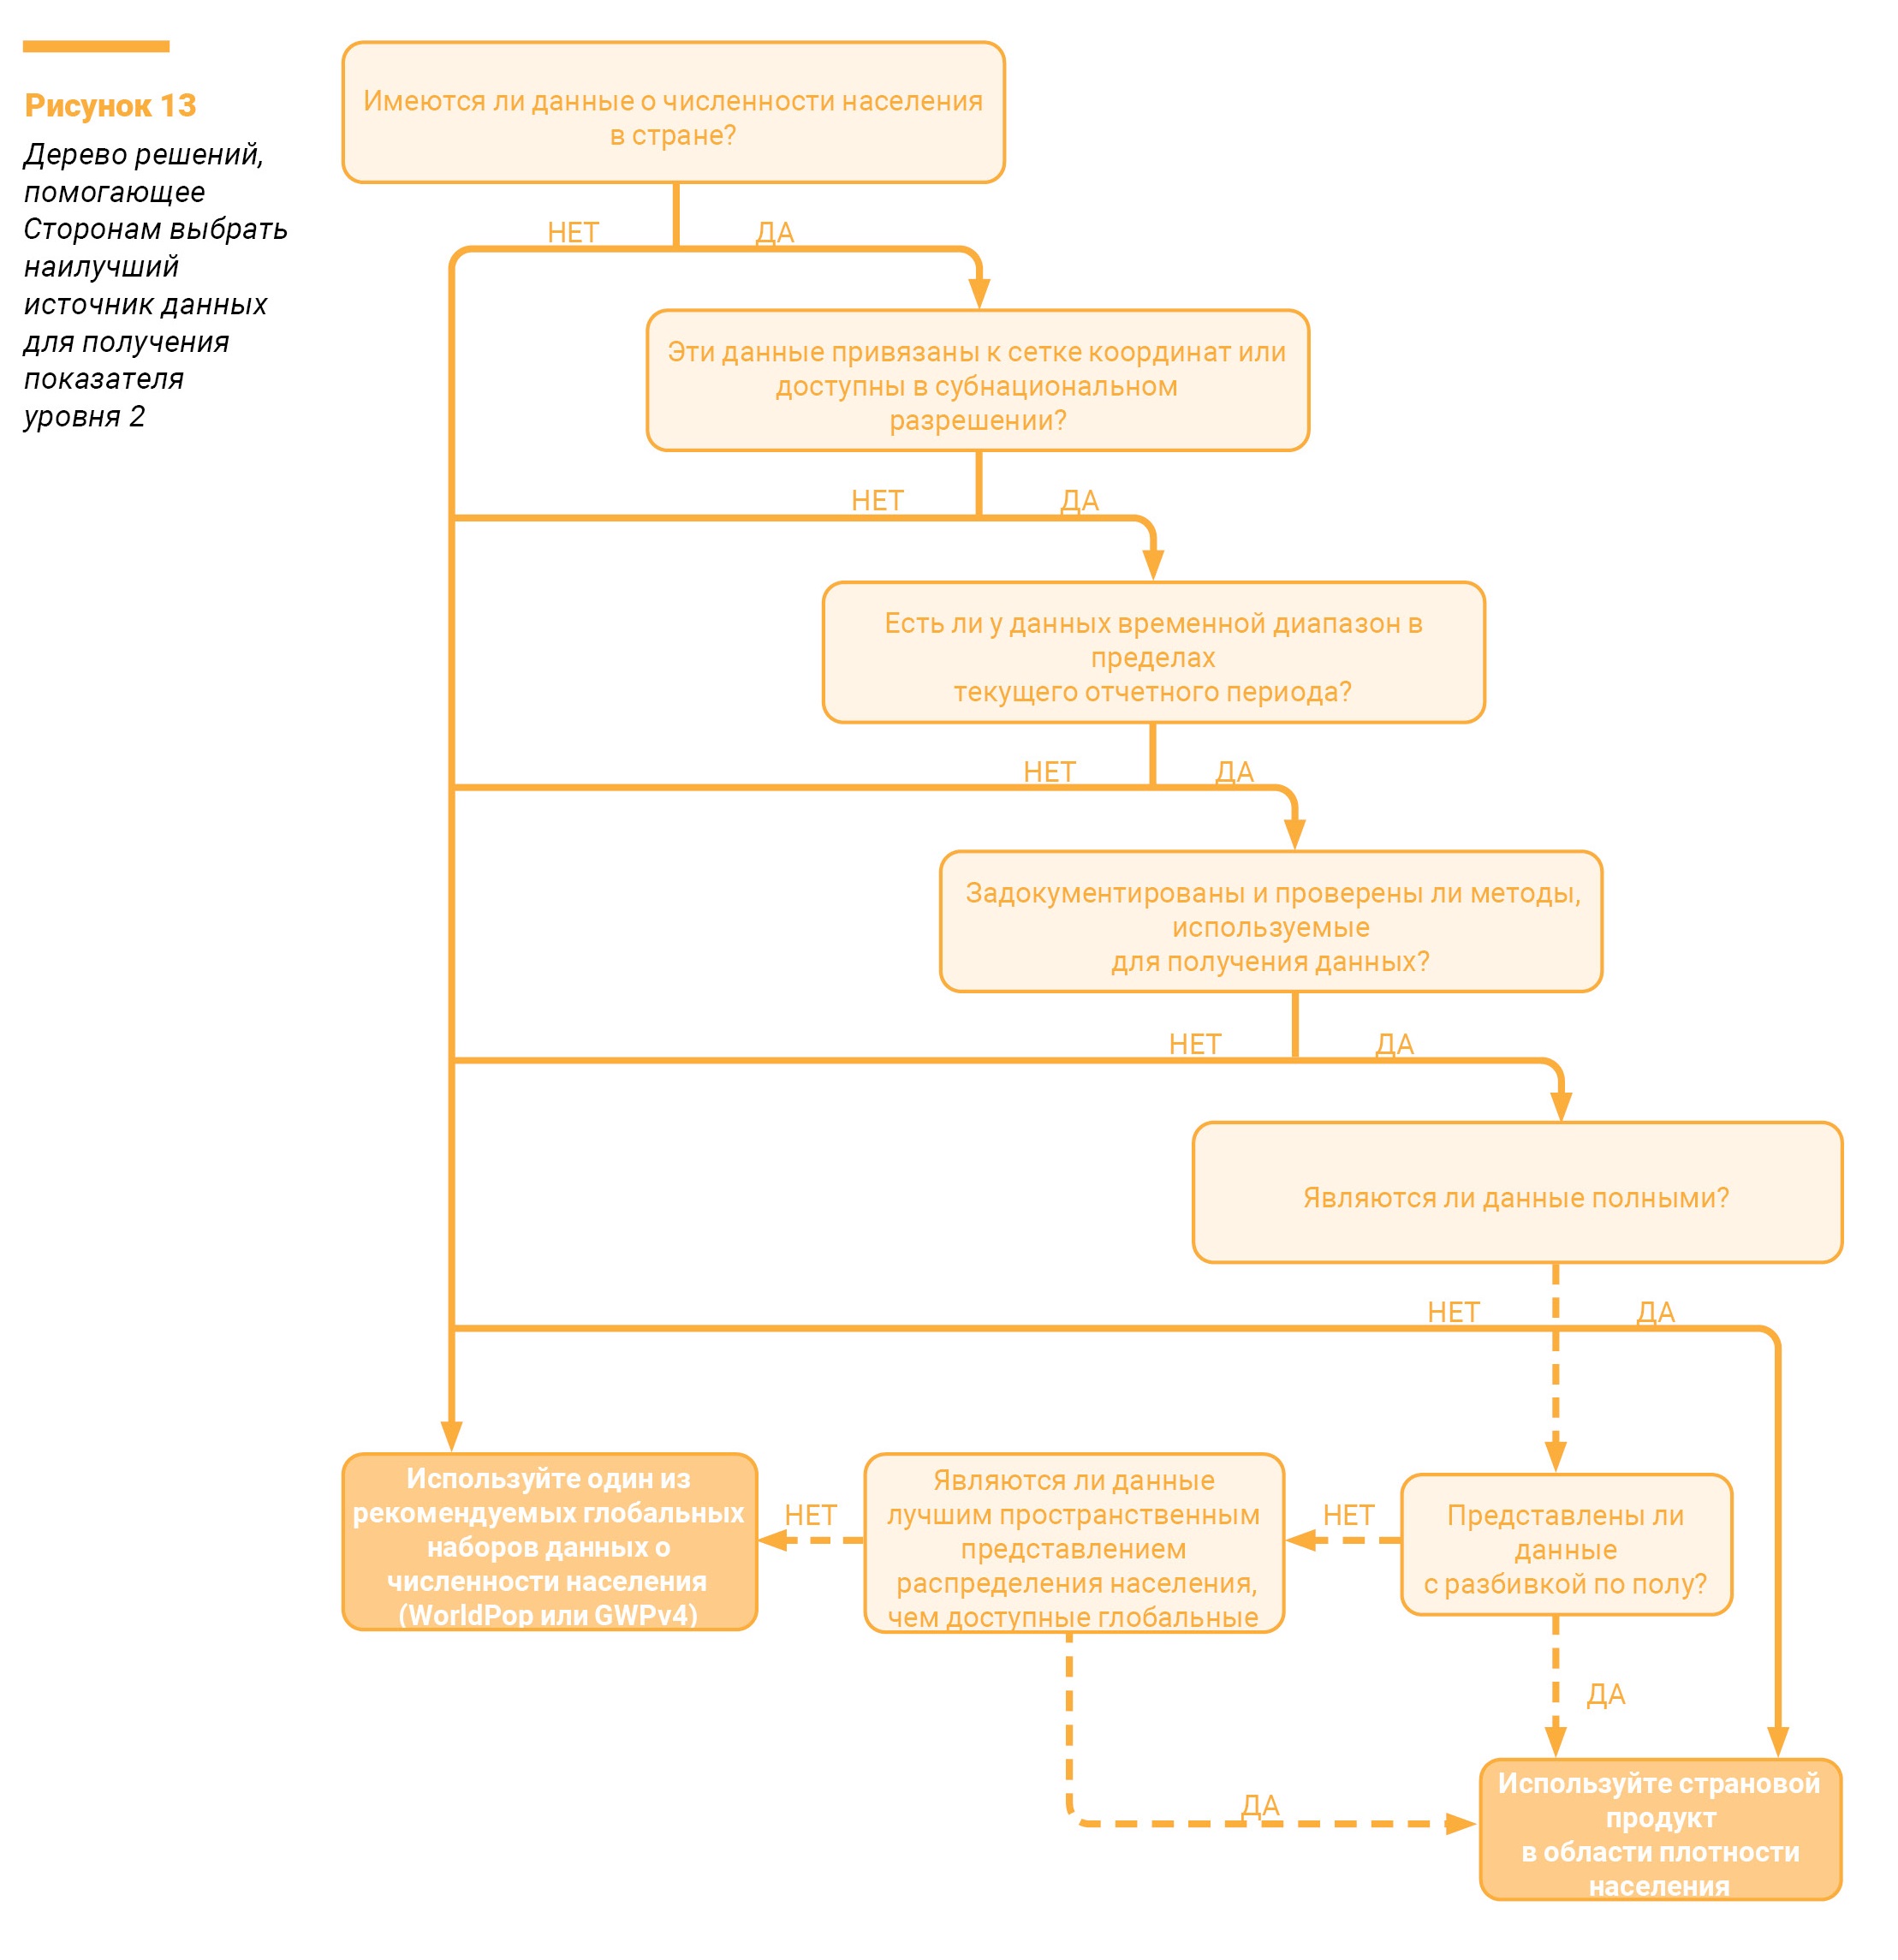 Рисунок 13
Дерево решений,
помогающее
Сторонам выбрать
наилучший
источник данных
для получения
показателя
уровня 2
Имеются ли данные о численности населения
в стране?
НЕТ
ДА
Эти данные привязаны к сетке координат или
доступны в субнациональном
разрешении?
НЕТ
ДА
Есть ли у данных временной диапазон в
пределах
текущего отчетного периода?
НЕТ
ДА
Задокументированы и проверены ли методы,
используемые
для получения данных?
НЕТ
ДА
Являются ли данные полными?
НЕТ
ДА
Используйте один из
рекомендуемых глобальных
наборов данных о
численности населения
(WorldPop или GWPv4)
НЕТ
Являются ли данные
лучшим пространственным
представлением
распределения населения,
чем доступные глобальные
НЕТ
Представлены ли
данные
с разбивкой по полу?
ДА
ДА
Используйте страновой
продукт
в области плотности
населения